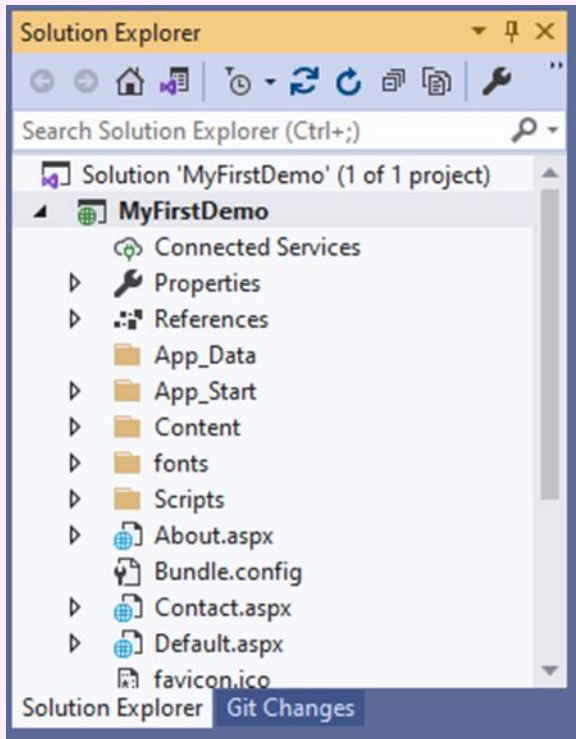 Solution Explorer
Search Solution Explorer (Ctrl+;)
Solution 'MyFirstDemo' (1 of 1 project)
MyFirstDemo
Connected Services
Properties
References
App_Data
App_Start
Content
fonts
Scripts
About.aspx
Bundle.config
Contact.aspx
Default.aspx
favicon.ico
Solution Explorer Git Changes